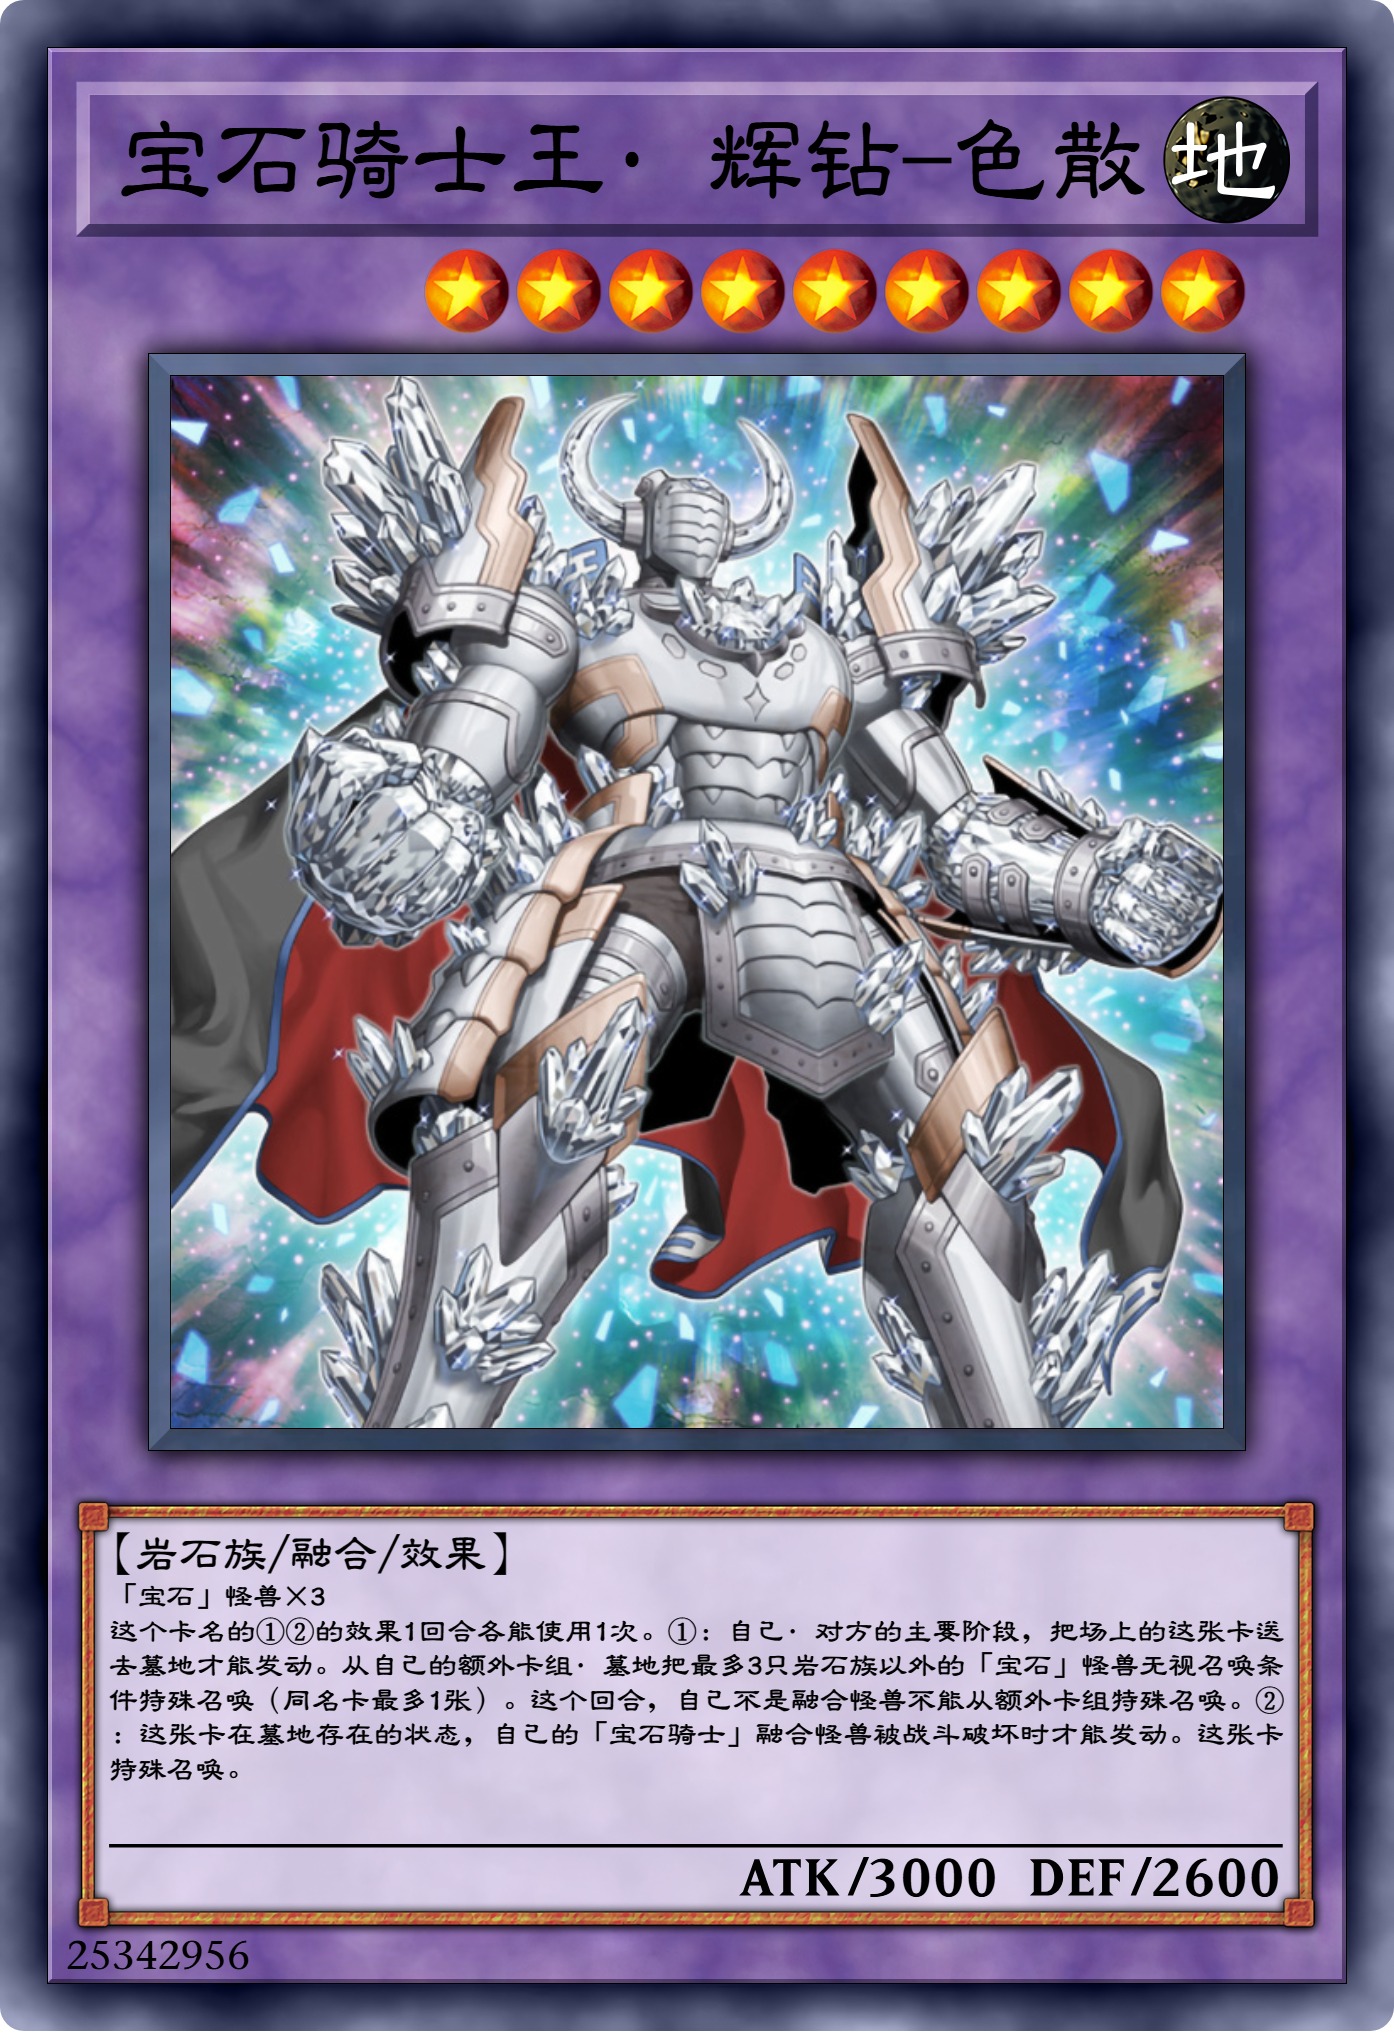 宝石骑士王·辉钻-色散
地
【岩石族/融合/效果】
「宝石」怪兽×3
这个卡名的①②的效果1回合各能使用1次。①：自己·对方的主要阶段，把场上的这张卡送
去墓地才能发动。从自己的额外卡组·墓地把最多3只岩石族以外的「宝石」怪兽无视召唤条
件特殊召唤（同名卡最多1张）。这个回合，自己不是融合怪兽不能从额外卡组特殊召唤。②
：这张卡在墓地存在的状态，自己的「宝石骑士」融合怪兽被战斗破坏时才能发动。这张卡
特殊召唤。
ATK/3000 DEF/2600
25342956